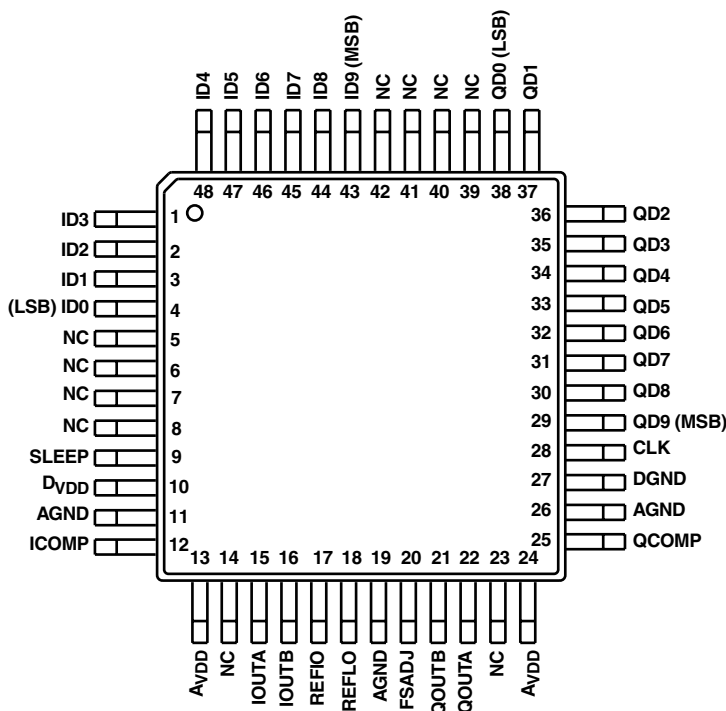 ID4
ID5
ID6
ID7
ID8
ID9 (MSB)
NC
NC
NC
NC
QD0 (LSB)
QD1
48
47
46
45
44
43
42
41
40
39
38
37
ID3
1
36
QD2
ID2
2
35
QD3
ID1
3
34
QD4
(LSB) ID0
4
33
QD5
NC
5
32
QD6
NC
6
31
QD7
NC
7
30
QD8
NC
8
29
QD9 (MSB)
SLEEP
9
28
CLK
DVDD
10
27
DGND
AGND
11
26
AGND
ICOMP
12
25
QCOMP
13
14
15
16
17
18
19
20
21
22
23
24
AVDD
NC
IOUTA
IOUTB
REFIO
REFLO
AGND
FSADJ
QOUTB
QOUTA
NC
AVDD